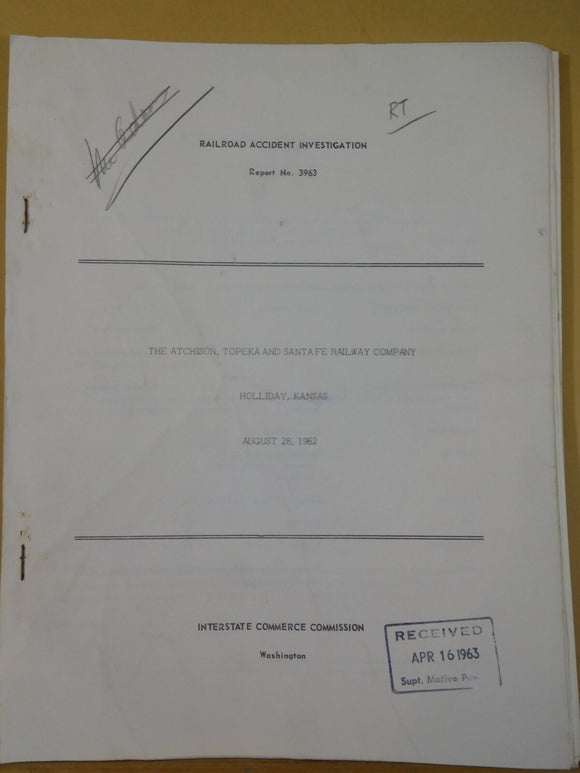 RT
RAILROAD ACCIDENT INVESTIGATION
Report No. 3963
THE ATCHISON, TOPEKA AND SANTA FE RAILWAY COMPANY
HOLLIDAY, KANSAS
AUGUST 28, 1962
INTERSTATE COMMERCE COMMISSION
Washington
RECEIVED
APR 16 1963
Supt. Motive